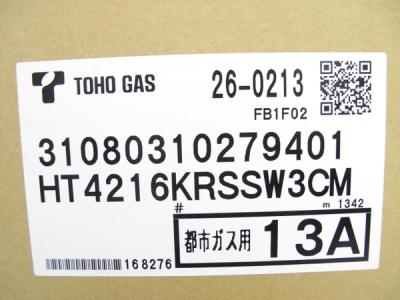 TOHO GAS 26-0213
FB1F02
31080310279401
HT4216KRSSW3CM
# m 1342
都市ガス用 13A
168276